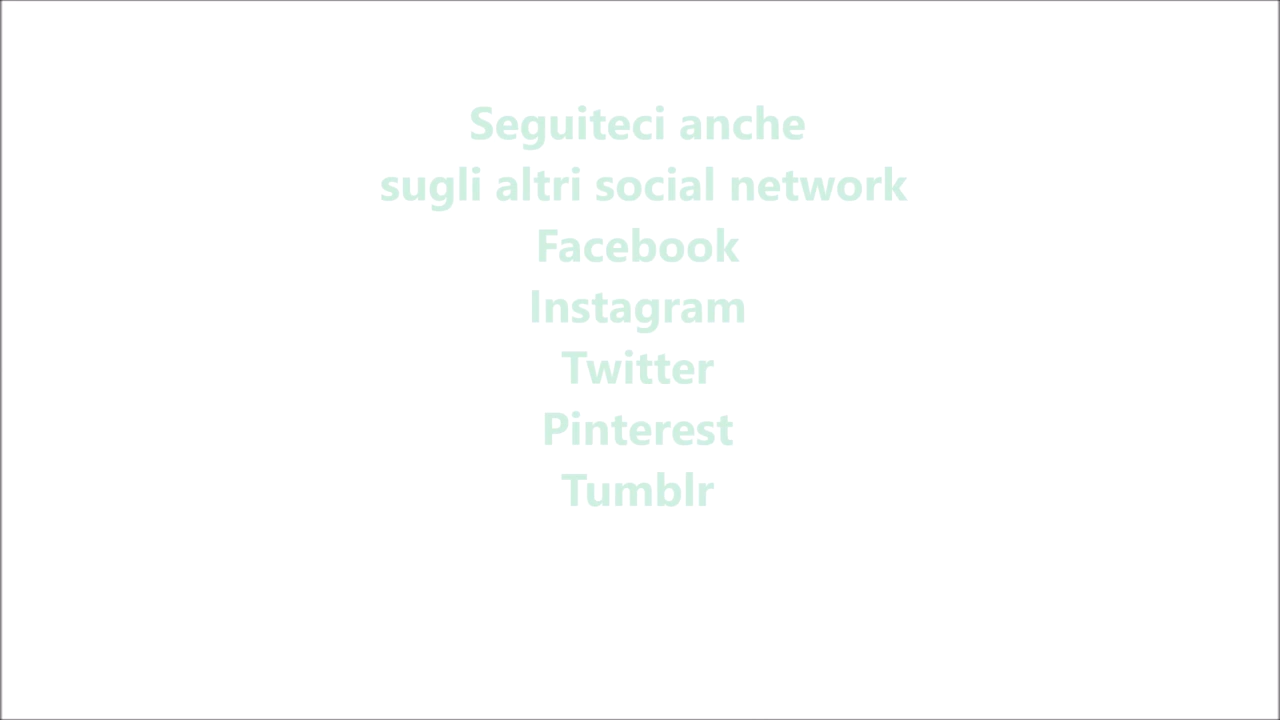 Seguiteci anche
sugli altri social network
Facebook
Instagram
Twitter
Pinterest
Tumblr